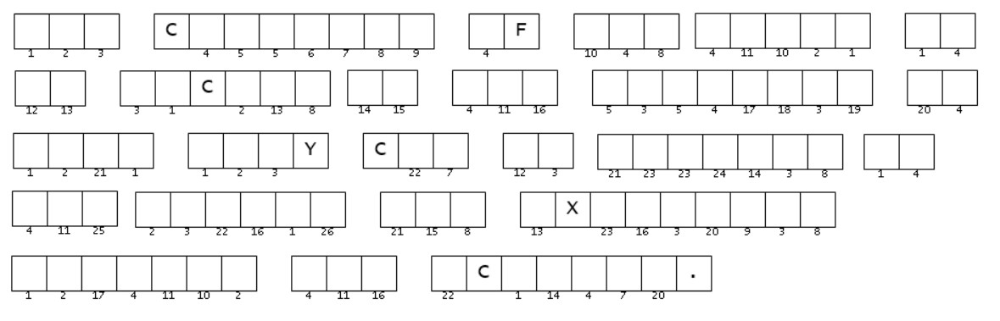 C F
1 2 3 4 5 5 6 7 8 9 4 10 4 8 4 11 10 2 1 1 4
C
12 13 3 1 2 13 8 14 15 4 11 16 5 3 5 4 17 18 3 19 20 4
Y C
1 2 21 1 1 2 3 22 7 12 3 21 23 23 24 14 3 8 1 4
X
4 11 25 2 3 22 16 1 26 21 15 8 13 23 16 3 20 9 3 8
C .
1 2 17 4 11 10 2 4 11 16 22 1 14 4 7 20